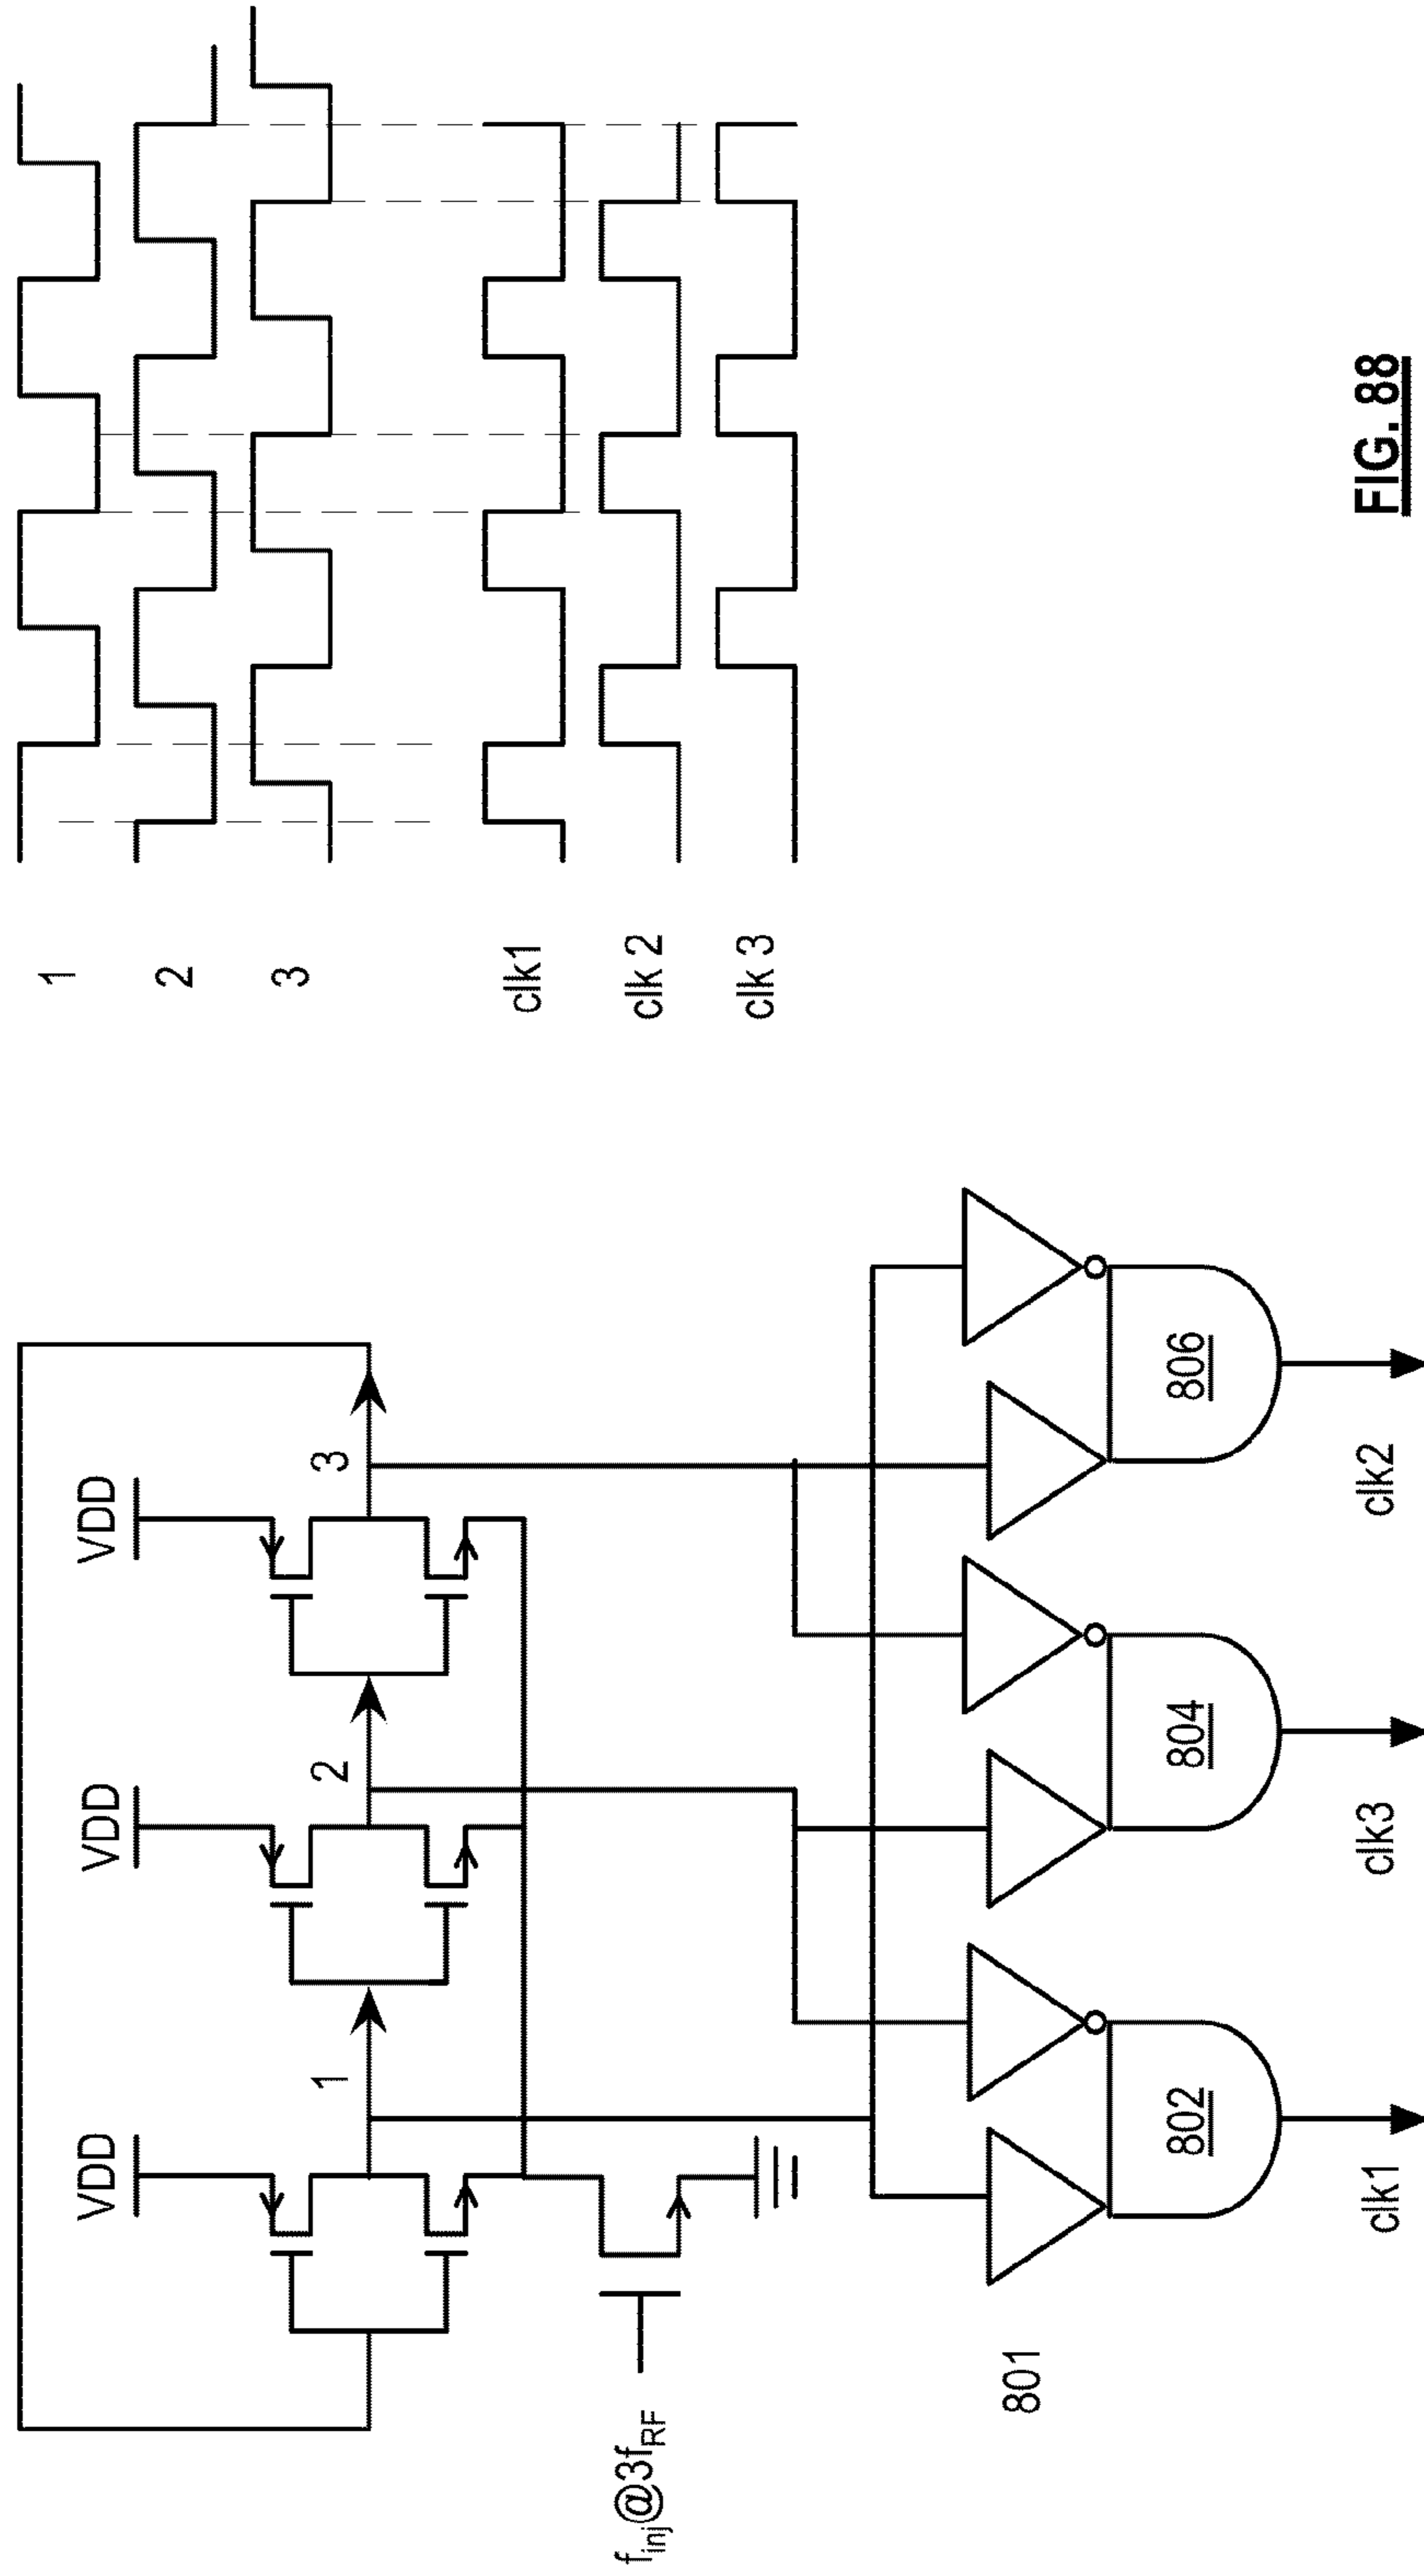 VDD
VDD
VDD
1
2
3
f_inj@3f_RF
801
802
804
806
clk1
clk3
clk2
1
2
3
clk1
clk 2
clk 3
FIG. 88